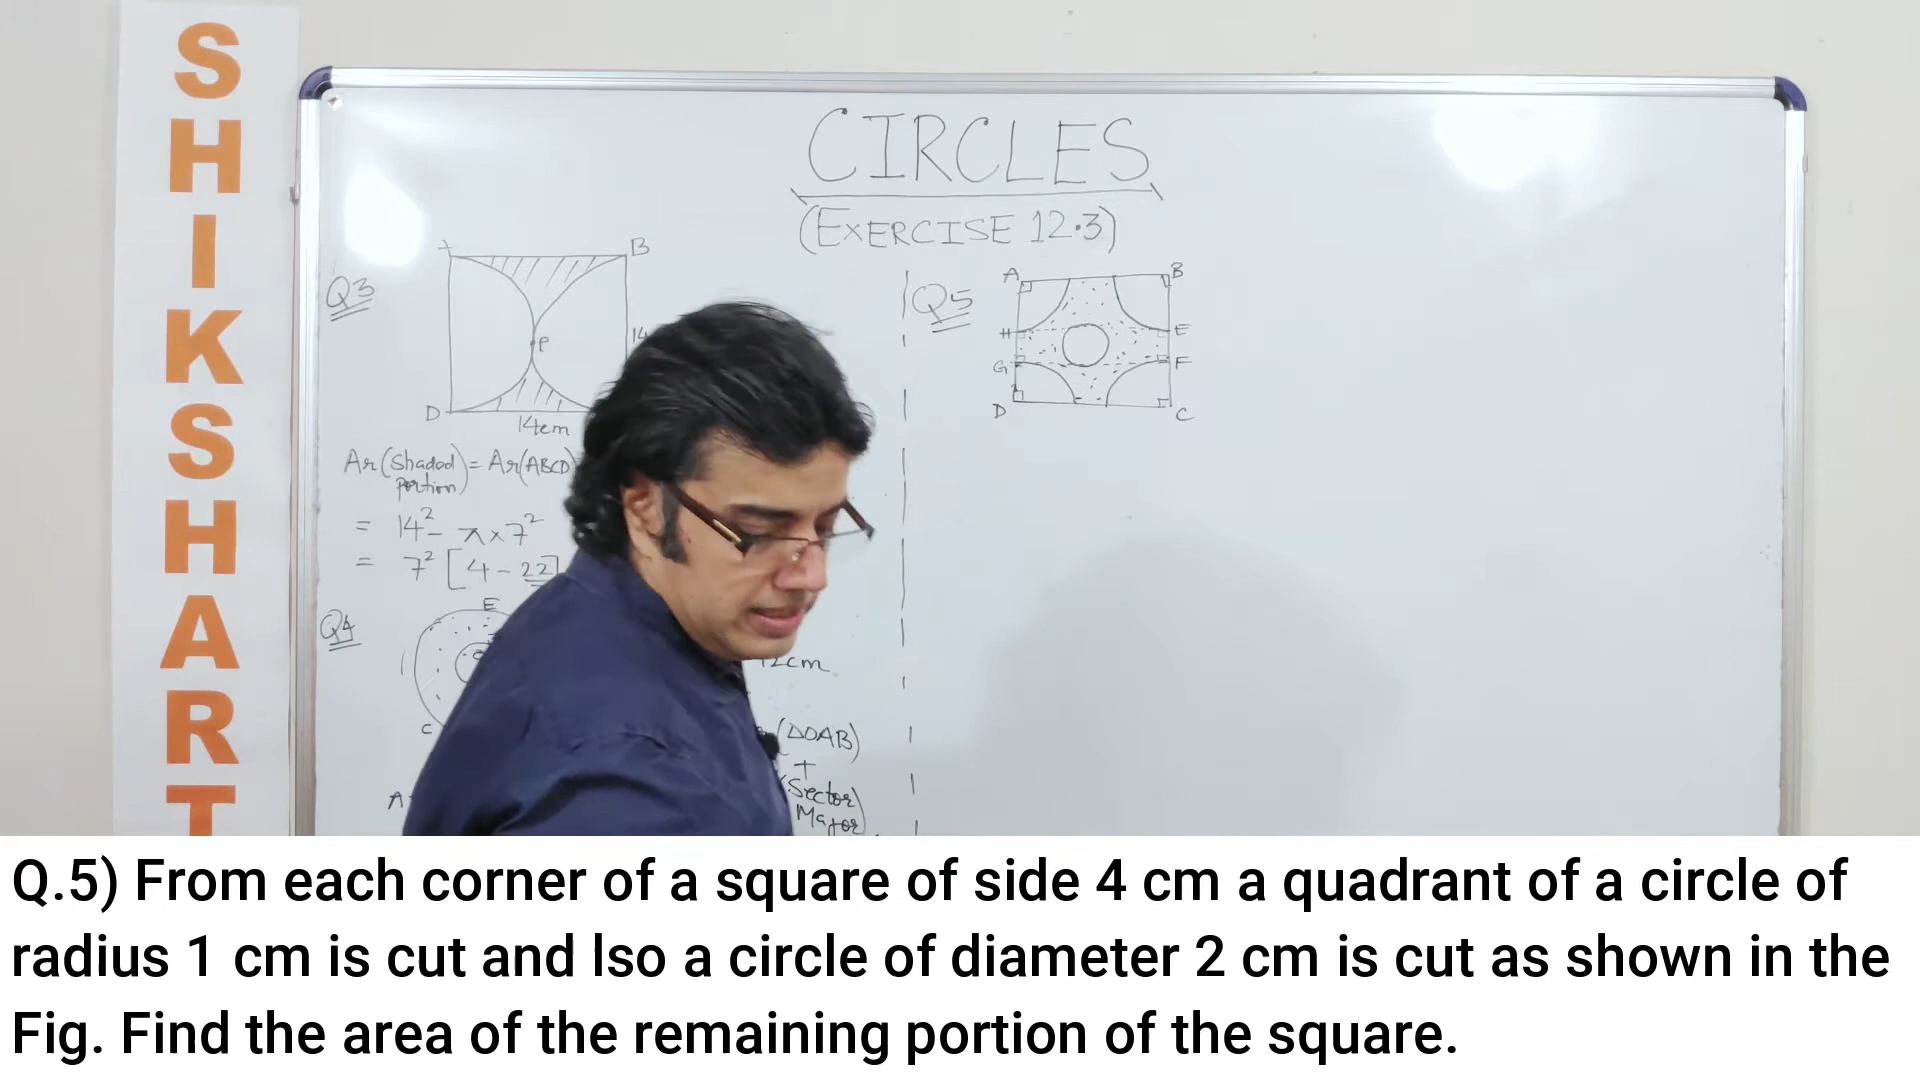 SHIKSHART
CIRCLES
(EXERCISE 12.3)
Q3
B
P
14
D
14cm
Ar(Shaded portion) = Ar(ABCD)
= 14² - π×7²
= 7² [4 - 22]
Q4
E
C
A
12cm
(ΔOAB)
+
(Sector
Major)
Q5
A
B
H
E
G
F
D
C
Q.5) From each corner of a square of side 4 cm a quadrant of a circle of
radius 1 cm is cut and lso a circle of diameter 2 cm is cut as shown in the
Fig. Find the area of the remaining portion of the square.